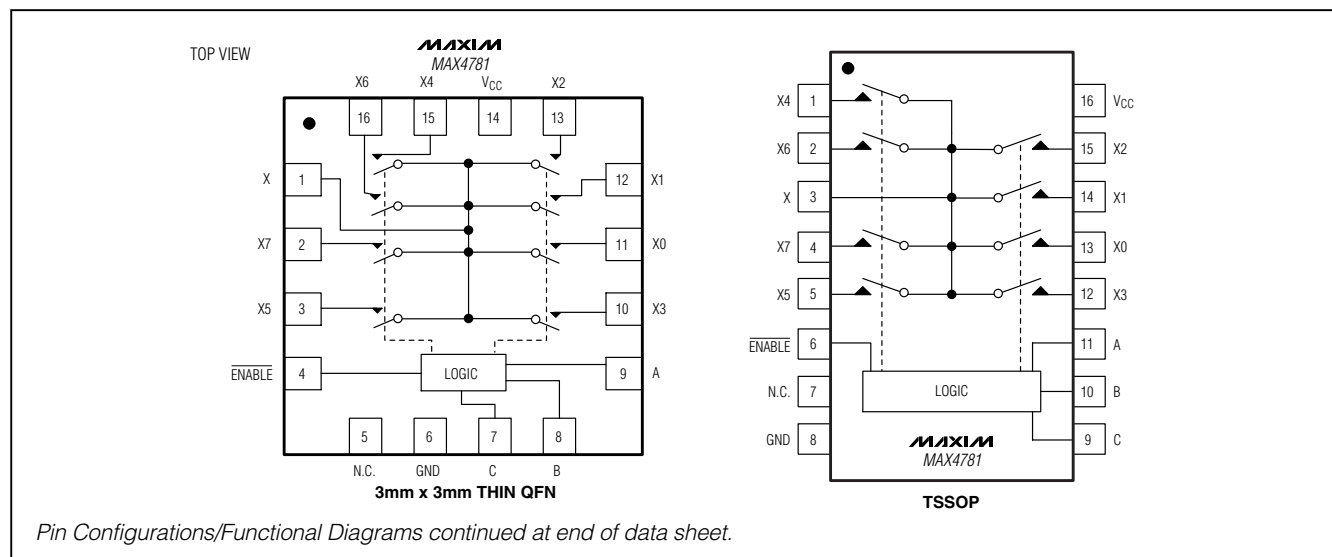 TOP VIEW
MAXIM
MAX4781
X6 X4 VCC X2
16 15 14 13
X 1
12 X1
X7 2
11 X0
X5 3
10 X3
ENABLE 4
LOGIC
9 A
5 6 7 8
N.C. GND C B
3mm x 3mm THIN QFN
X4 1
16 VCC
X6 2
15 X2
X 3
14 X1
X7 4
13 X0
X5 5
12 X3
ENABLE 6
11 A
N.C. 7
LOGIC
10 B
GND 8
MAXIM
MAX4781
9 C
TSSOP
Pin Configurations/Functional Diagrams continued at end of data sheet.